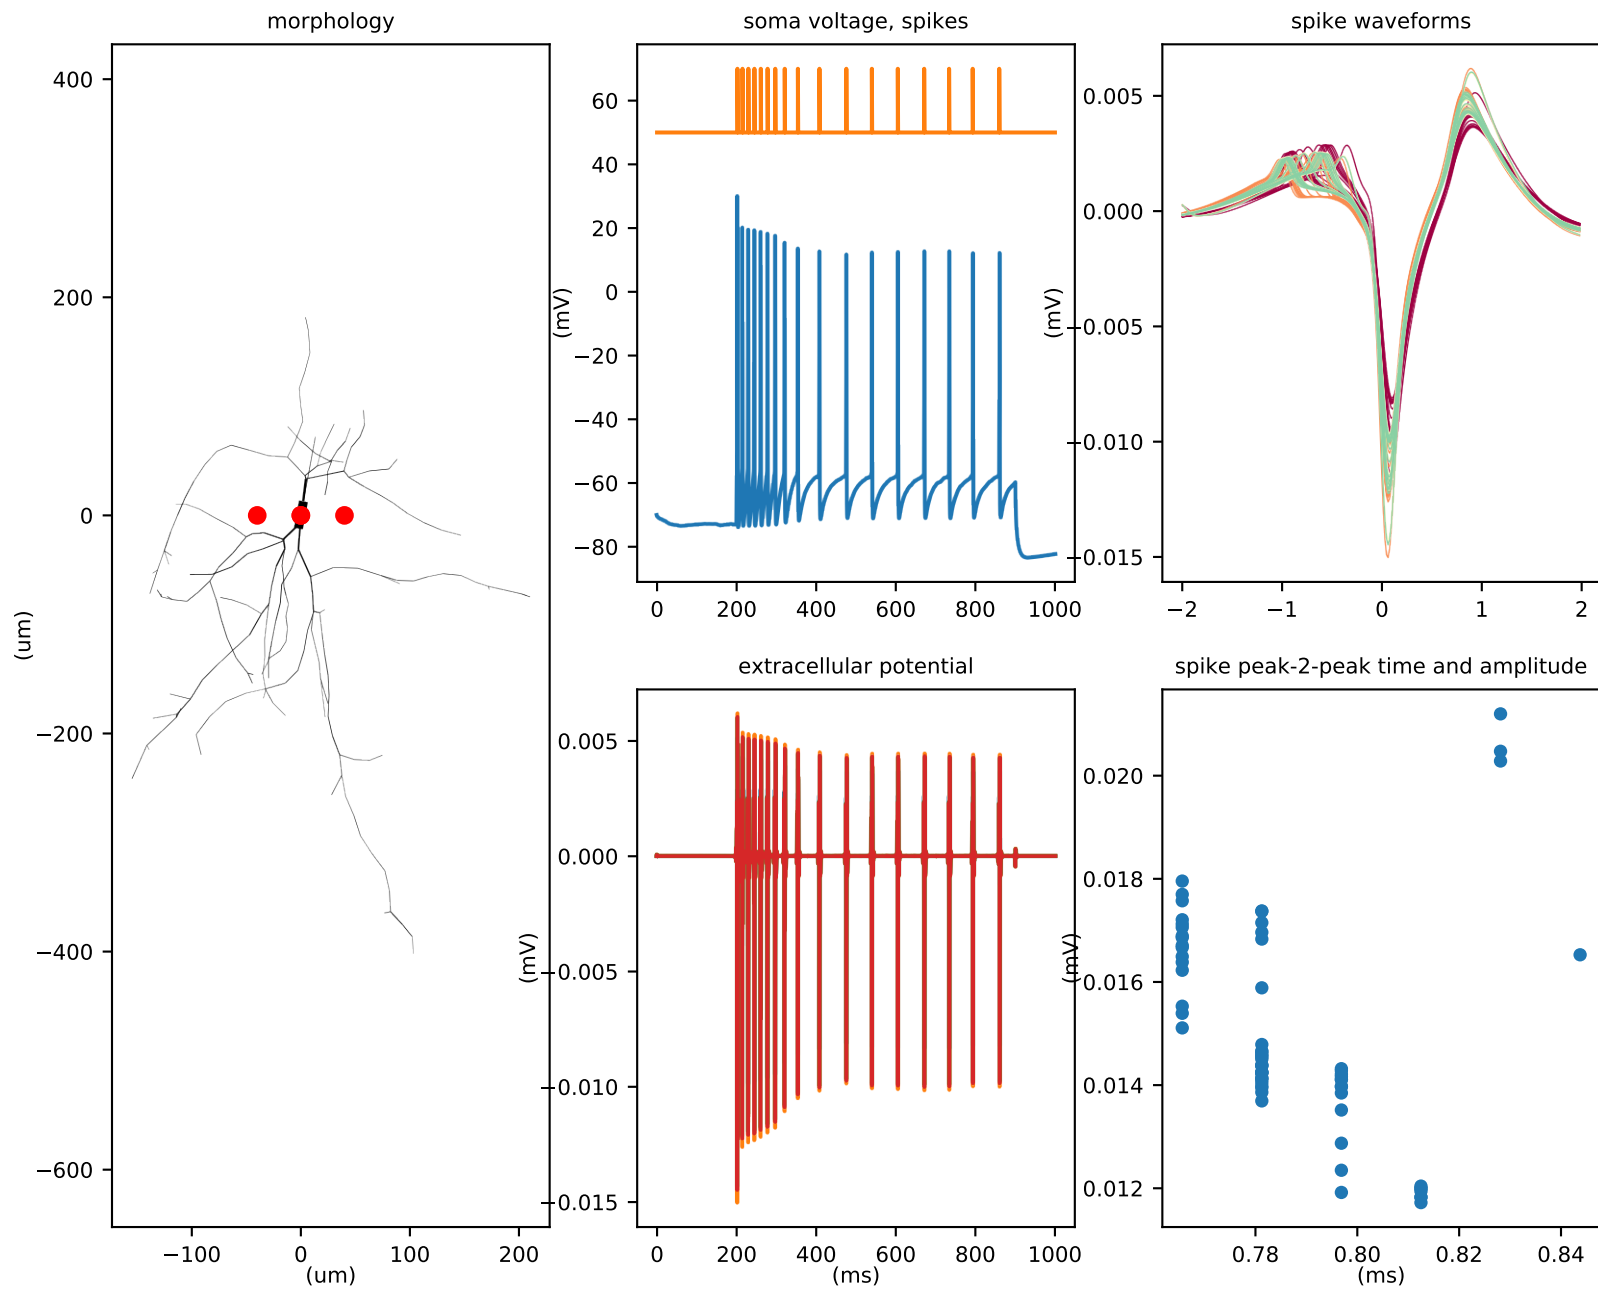 morphology
400
200
0
−200
−400
−600
(um)
−100 0 100 200
(um)
soma voltage, spikes
60
40
20
0
−20
−40
−60
−80
(mV)
0 200 400 600 800 1000
spike waveforms
0.005
0.000
−0.005
−0.010
−0.015
(mV)
−2 −1 0 1 2
extracellular potential
0.005
0.000
−0.005
−0.010
−0.015
(mV)
0 200 400 600 800 1000
(ms)
spike peak-2-peak time and amplitude
0.020
0.018
0.016
0.014
0.012
(mV)
0.78 0.80 0.82 0.84
(ms)